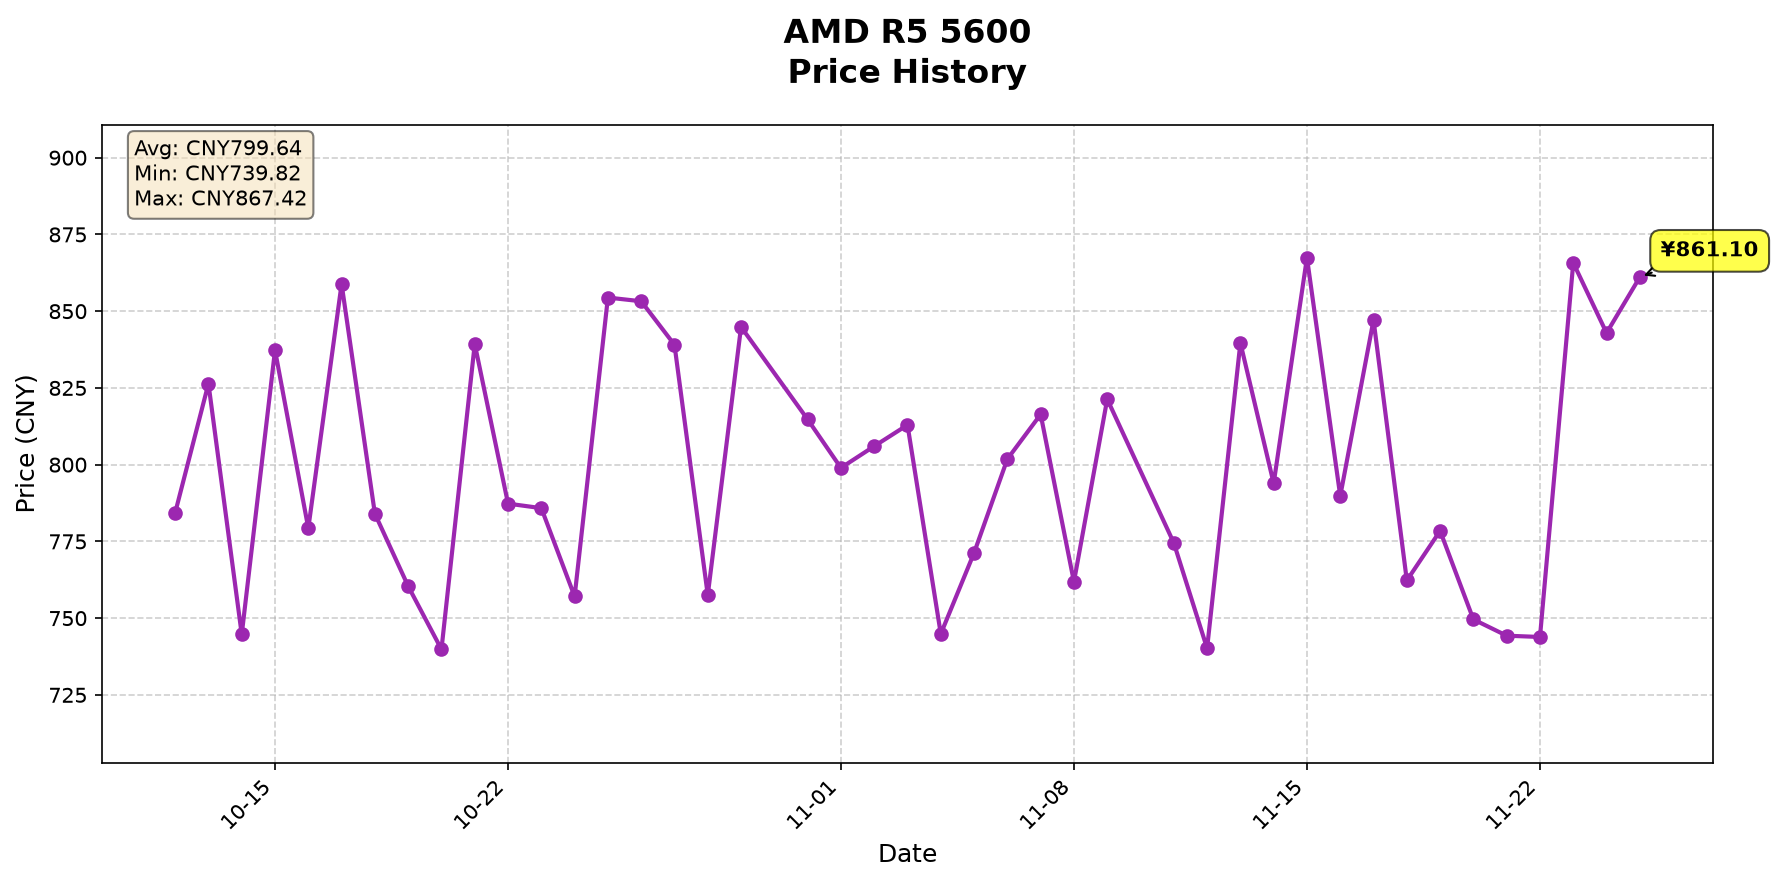 AMD R5 5600
Price History
Avg: CNY799.64
Min: CNY739.82
Max: CNY867.42
¥861.10
Price (CNY)
900
875
850
825
800
775
750
725
10-15
10-22
11-01
11-08
11-15
11-22
Date